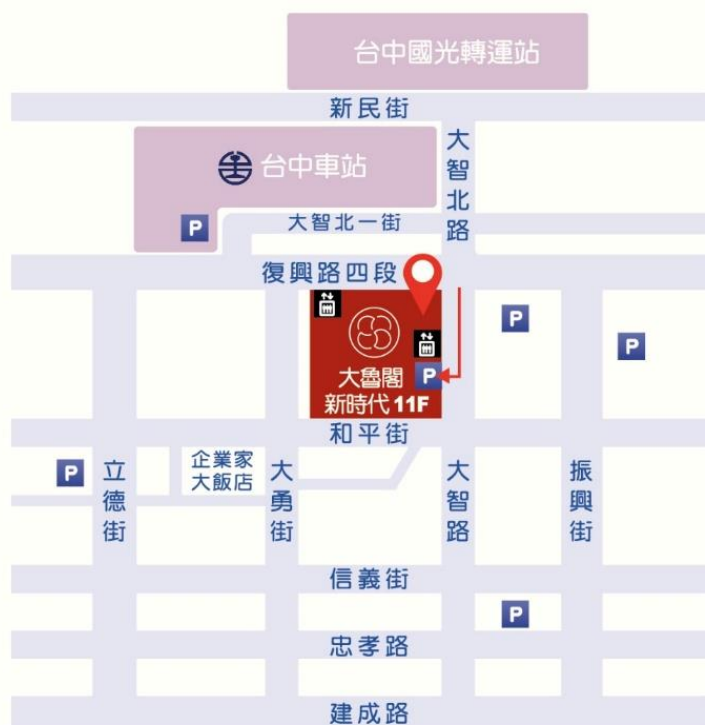 台中國光轉運站
新民街
台中車站
大智北路
P
大智北一街
復興路四段
P
P
大魯閣
P
新時代 11F
和平街
企業家
大飯店
P
立德街
大勇街
大智路
振興街
信義街
P
忠孝路
建成路